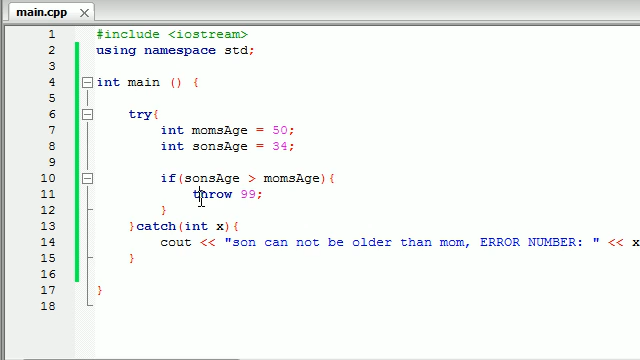 main.cpp
1 #include <iostream>
2 using namespace std;
3
4 int main () {
5
6 try{
7 int momsAge = 50;
8 int sonsAge = 34;
9
10 if(sonsAge > momsAge){
11 throw 99;
12 }
13 }catch(int x){
14 cout << "son can not be older than mom, ERROR NUMBER: " << x
15 }
16
17 }
18